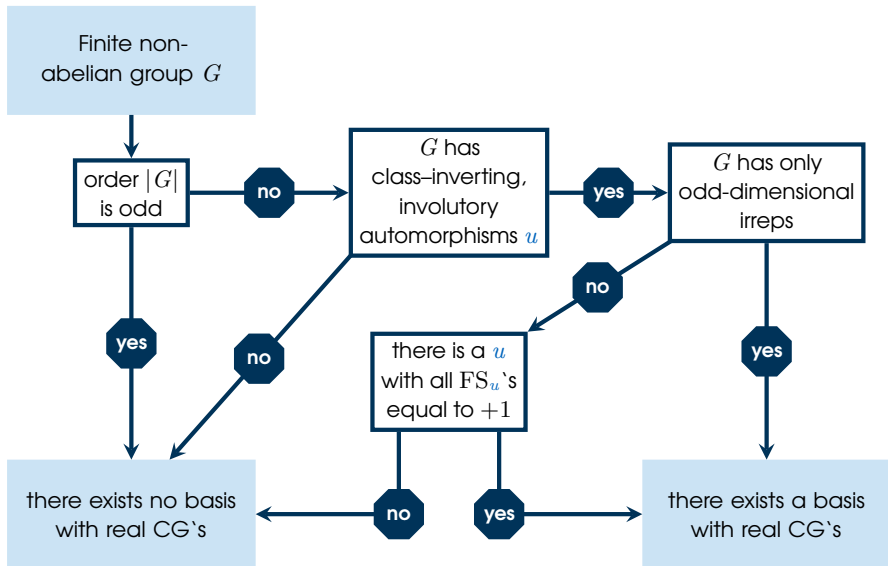 Finite non-
abelian group G
order |G|
is odd
no
G has
class–inverting,
involutory
automorphisms u
yes
G has only
odd-dimensional
irreps
yes
no
no
there is a u
with all FSᵤ‘s
equal to +1
yes
there exists no basis
with real CG‘s
no
yes
there exists a basis
with real CG‘s